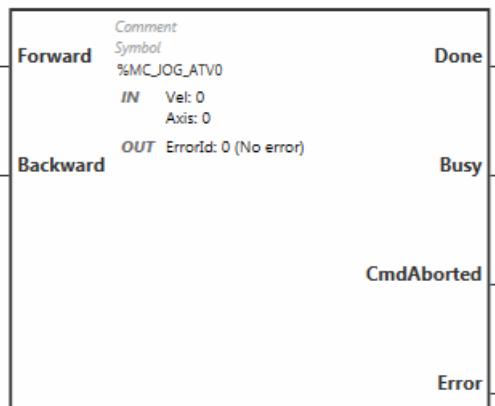 Comment
Forward Symbol Done
%MC_JOG_ATV0
IN Vel: 0
Axis: 0
OUT ErrorId: 0 (No error)
Backward Busy
CmdAborted
Error